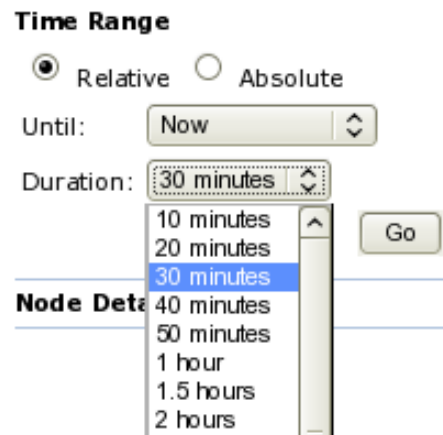 Time Range
Relative Absolute
Until: Now
Duration: 30 minutes
10 minutes
Go
20 minutes
30 minutes
Node Deta
40 minutes
50 minutes
1 hour
1.5 hours
2 hours